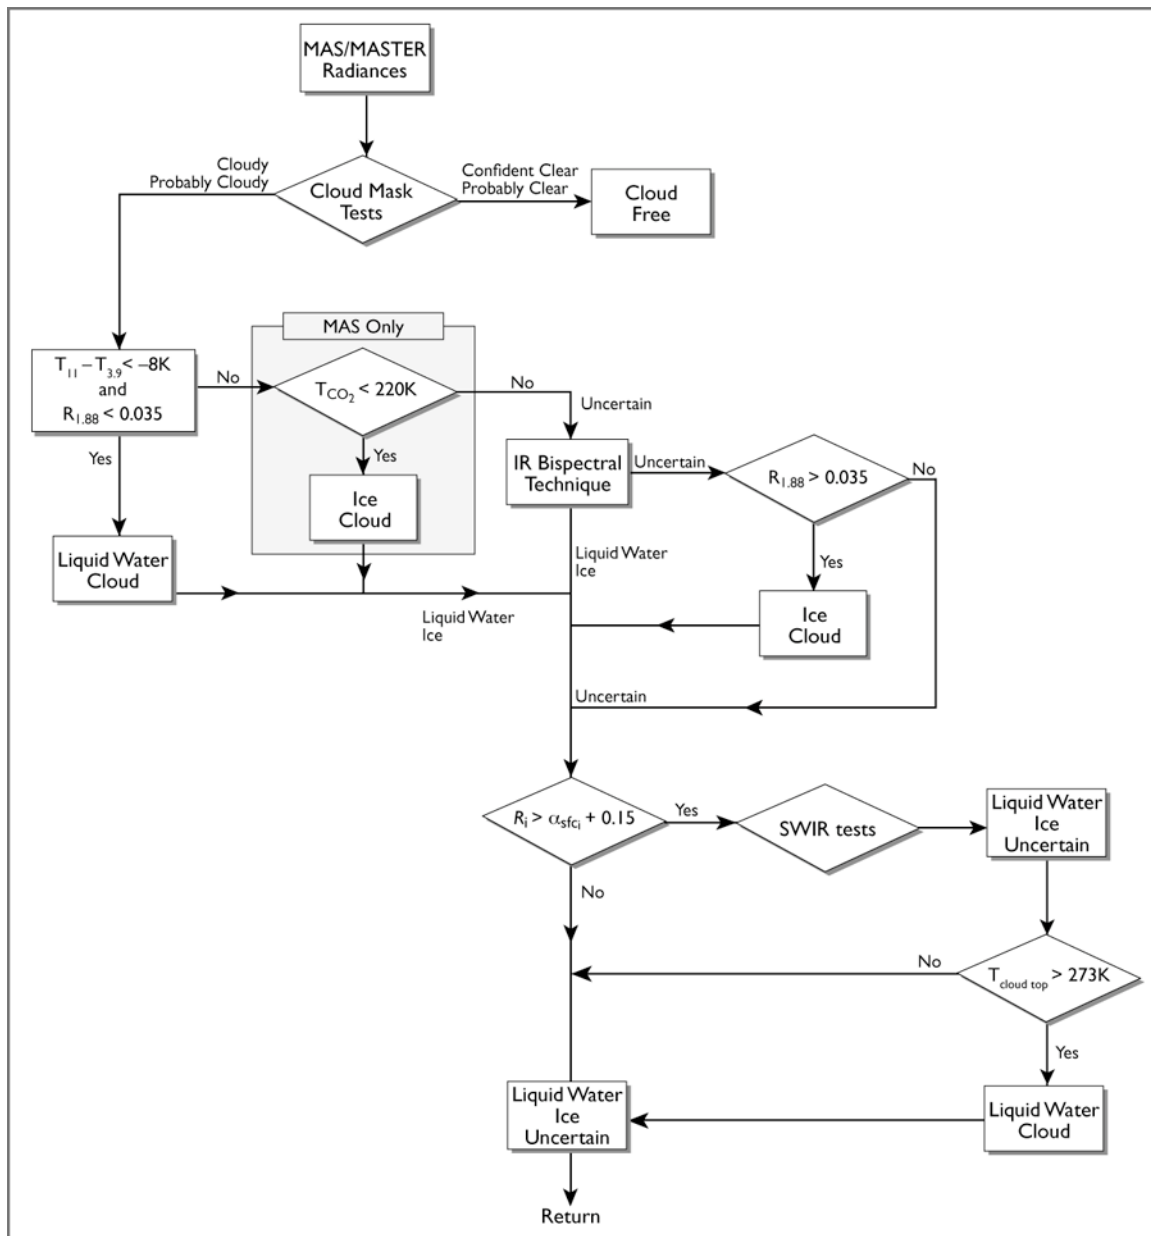 MAS/MASTER
Radiances
Cloudy
Probably Cloudy
Cloud Mask
Tests
Confident Clear
Probably Clear
Cloud
Free
MAS Only
T₁₁ – T₃.₉ < –8K
and
R₁.₈₈ < 0.035
No
T_CO₂ < 220K
No
Uncertain
Yes
Yes
IR Bispectral
Technique
Uncertain
R₁.₈₈ > 0.035
No
Ice
Cloud
Liquid Water
Cloud
Liquid Water
Ice
Yes
Liquid Water
Ice
Ice
Cloud
Uncertain
R_i > α_sfc_i + 0.15
Yes
SWIR tests
Liquid Water
Ice
Uncertain
No
No
T_cloud top > 273K
Yes
Liquid Water
Ice
Uncertain
Liquid Water
Cloud
Return